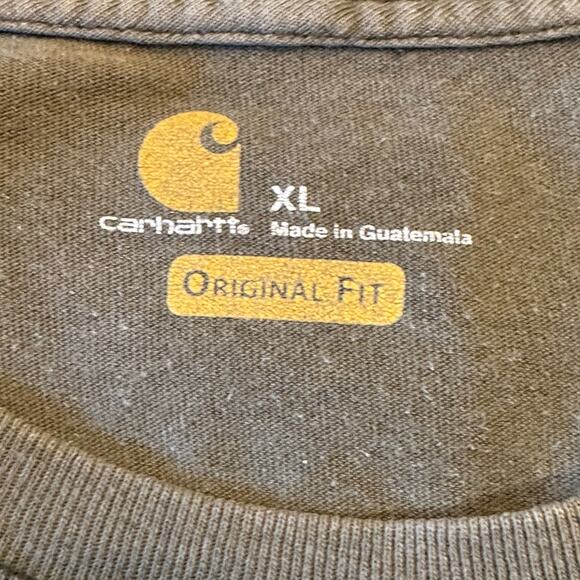 XL
carhartt®
Made in Guatemala
ORIGINAL FIT